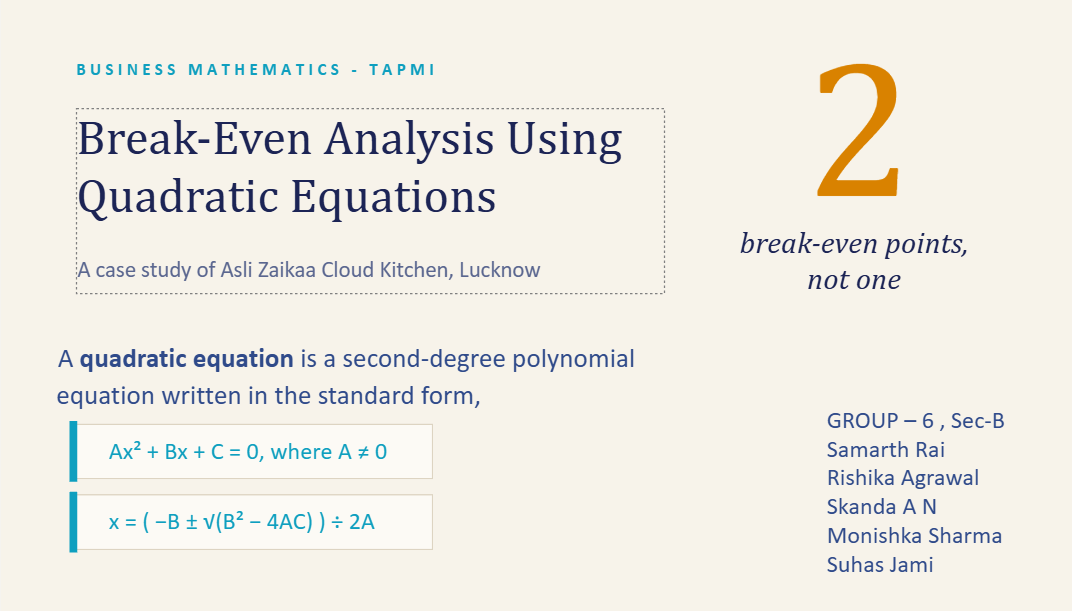 BUSINESS MATHEMATICS - TAPMI
Break-Even Analysis Using
Quadratic Equations
A case study of Asli Zaikaa Cloud Kitchen, Lucknow
2
break-even points,
not one
A quadratic equation is a second-degree polynomial
equation written in the standard form,
Ax² + Bx + C = 0, where A ≠ 0
x = ( −B ± √(B² − 4AC) ) ÷ 2A
GROUP – 6 , Sec-B
Samarth Rai
Rishika Agrawal
Skanda A N
Monishka Sharma
Suhas Jami